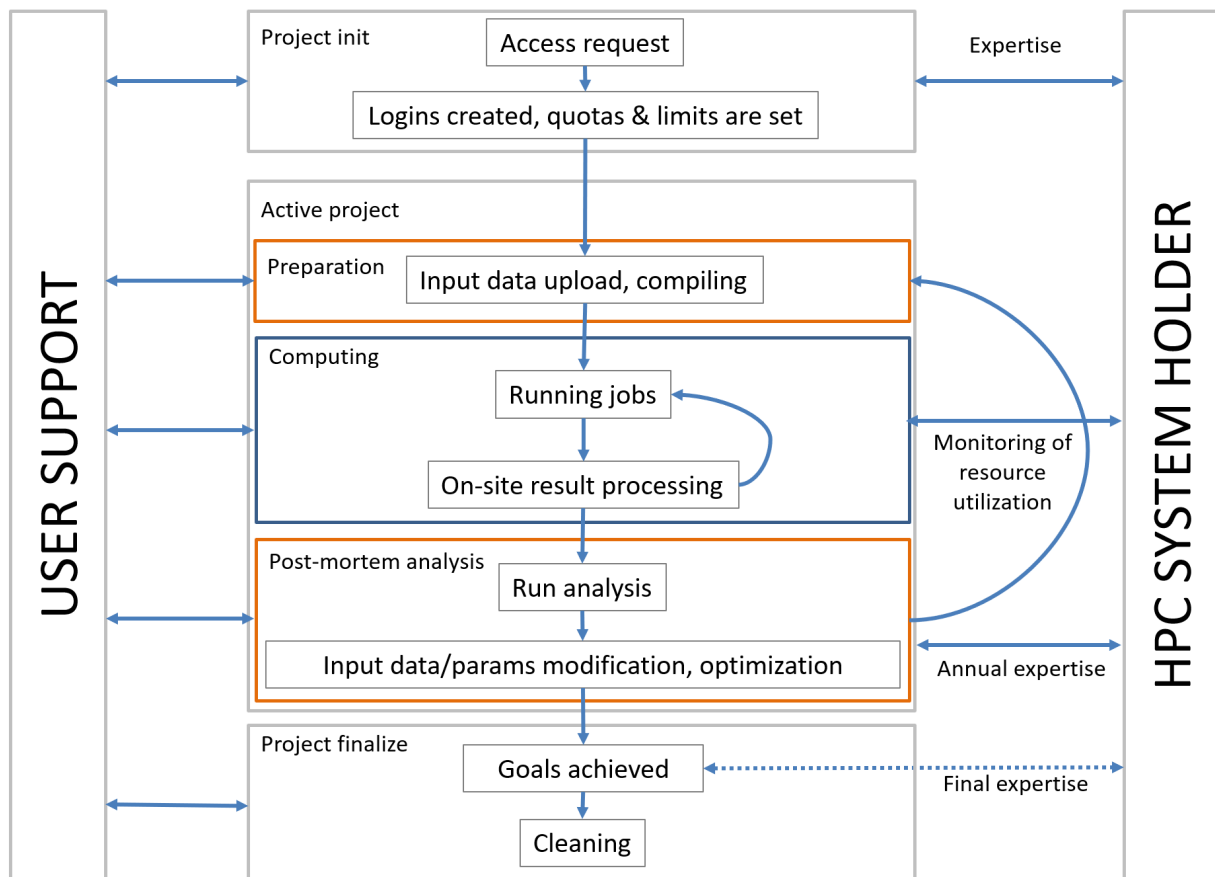 USER SUPPORT
Project init
Access request
Logins created, quotas & limits are set
Expertise
Active project
Preparation
Input data upload, compiling
Computing
Running jobs
On-site result processing
Monitoring of
resource
utilization
Post-mortem analysis
Run analysis
Input data/params modification, optimization
Annual expertise
Project finalize
Goals achieved
Final expertise
Cleaning
HPC SYSTEM HOLDER